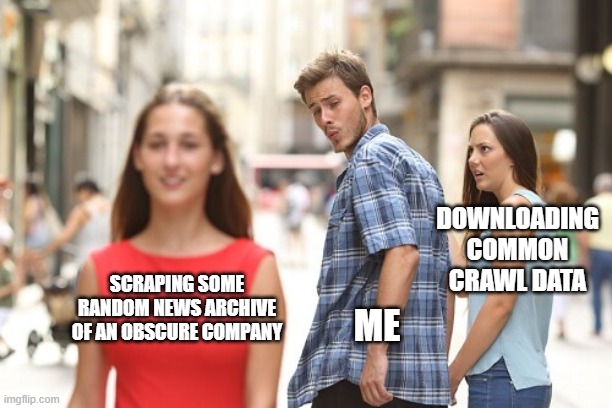 SCRAPING SOME
RANDOM NEWS ARCHIVE
OF AN OBSCURE COMPANY
ME
DOWNLOADING
COMMON
CRAWL DATA
imgflip.com